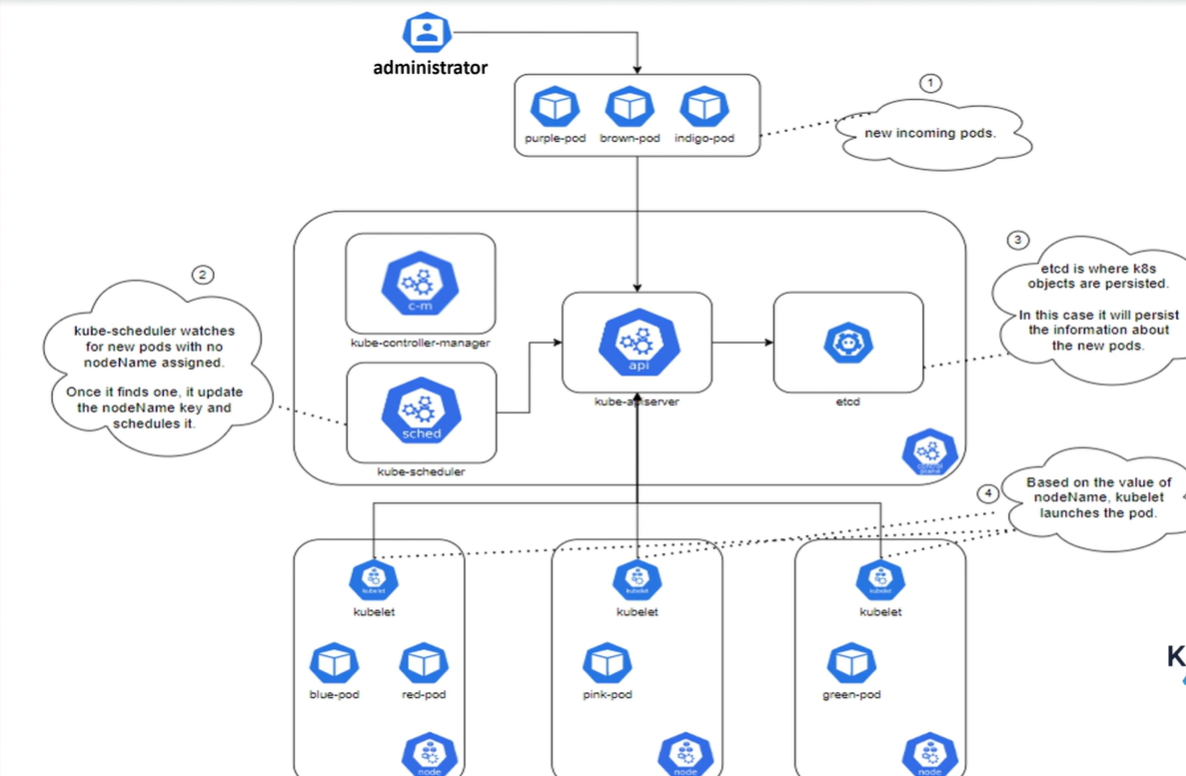 administrator
1
purple-pod
brown-pod
indigo-pod
new incoming pods.
2
kube-scheduler watches
for new pods with no
nodeName assigned.
Once it finds one, it update
the nodeName key and
schedules it.
c-m
kube-controller-manager
sched
kube-scheduler
api
kube-apiserver
etcd
3
etcd is where k8s
objects are persisted.
In this case it will persist
the information about
the new pods.
control
plane
4
Based on the value of
nodeName, kubelet
launches the pod.
kubelet
kubelet
kubelet
kubelet
kubelet
kubelet
blue-pod
red-pod
pink-pod
green-pod
K
node
node
node